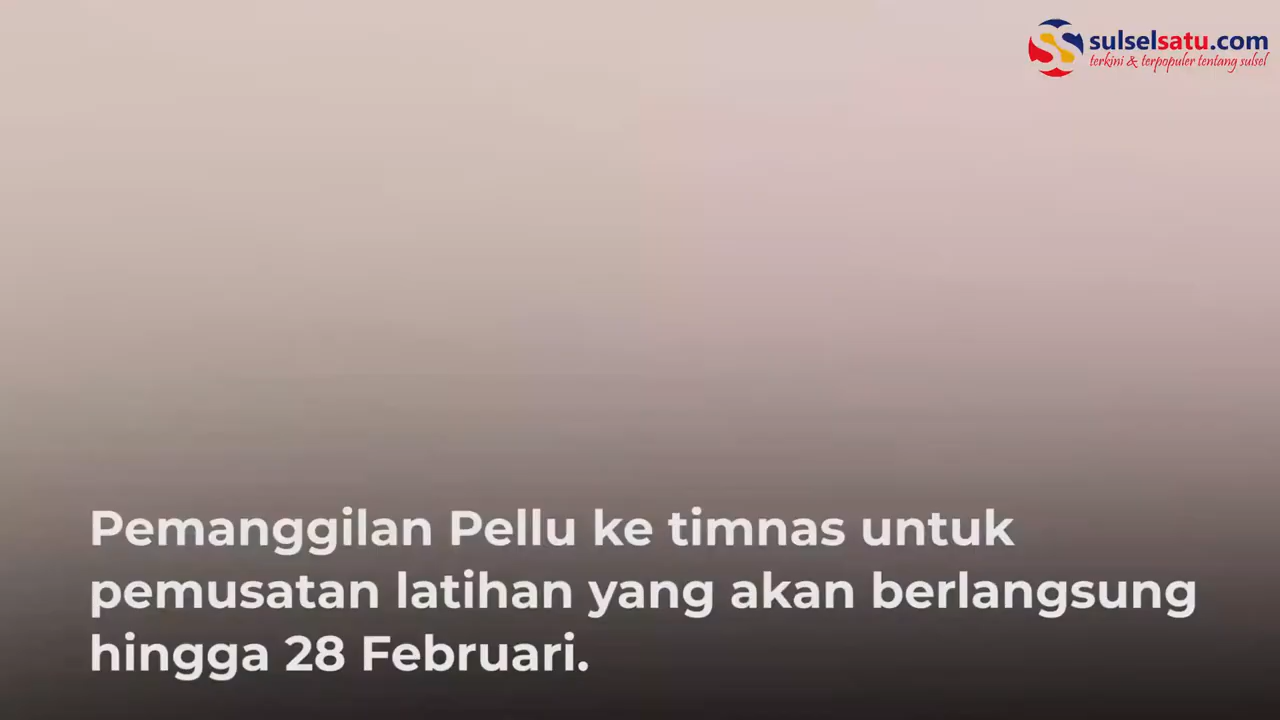 sulselsatu.com
terkini & terpopuler tentang sulsel
Pemanggilan Pellu ke timnas untuk
pemusatan latihan yang akan berlangsung
hingga 28 Februari.